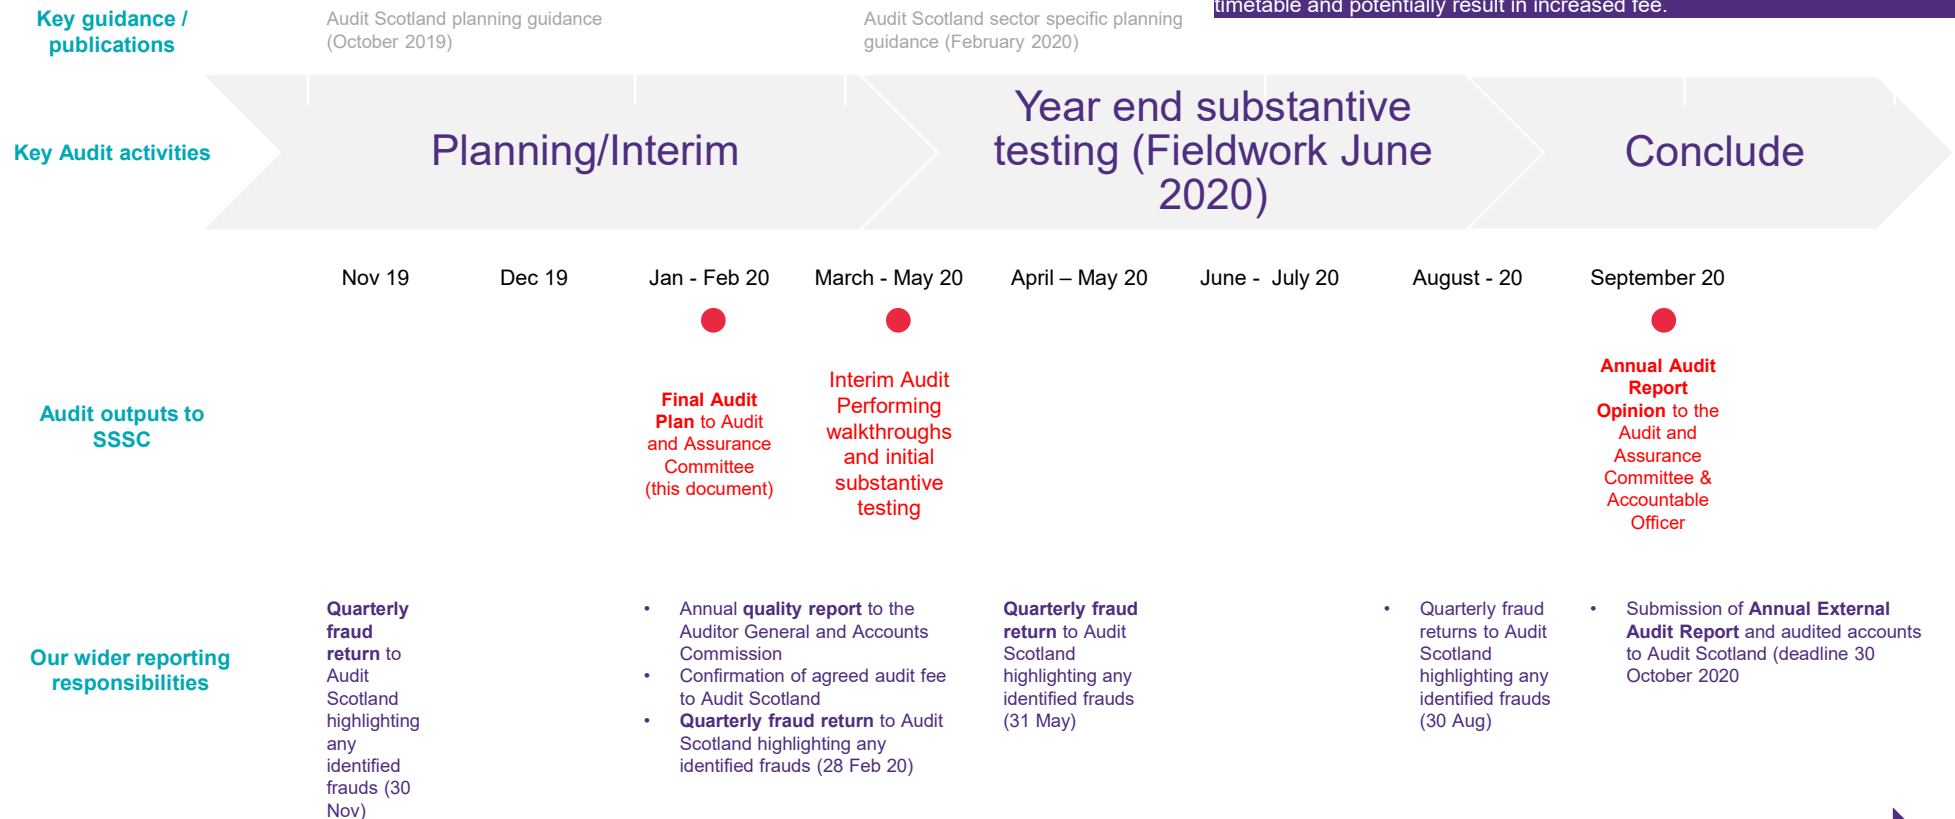 timetable and potentially result in increased fee.
Key guidance /
publications
Audit Scotland planning guidance
(October 2019)
Audit Scotland sector specific planning
guidance (February 2020)
Key Audit activities
Planning/Interim
Year end substantive
testing (Fieldwork June
2020)
Conclude
Nov 19
Dec 19
Jan - Feb 20
March - May 20
April – May 20
June -  July 20
August - 20
September 20
Audit outputs to
SSSC
Final Audit
Plan to Audit
and Assurance
Committee
(this document)
Interim Audit
Performing
walkthroughs
and initial
substantive
testing
Annual Audit
Report
Opinion to the
Audit and
Assurance
Committee &
Accountable
Officer
Our wider reporting
responsibilities
Quarterly
fraud
return to
Audit
Scotland
highlighting
any
identified
frauds (30
Nov)
• Annual quality report to the
Auditor General and Accounts
Commission
• Confirmation of agreed audit fee
to Audit Scotland
• Quarterly fraud return to Audit
Scotland highlighting any
identified frauds (28 Feb 20)
Quarterly fraud
return to Audit
Scotland
highlighting any
identified frauds
(31 May)
• Quarterly fraud
returns to Audit
Scotland
highlighting any
identified frauds
(30 Aug)
• Submission of Annual External
Audit Report and audited accounts
to Audit Scotland (deadline 30
October 2020